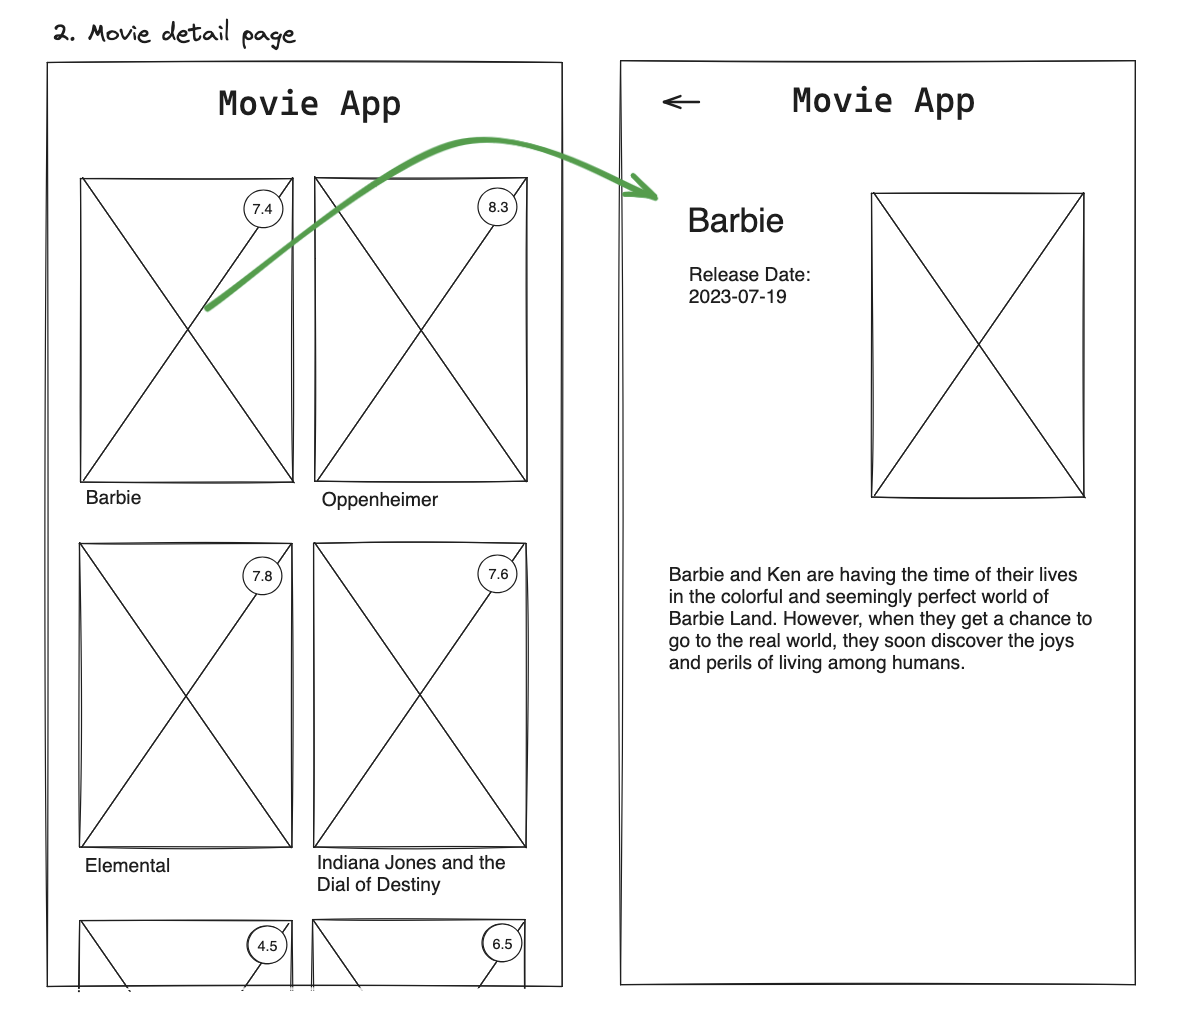 2. Movie detail page
Movie App
7.4
8.3
Barbie
Oppenheimer
7.8
7.6
Elemental
Indiana Jones and the
Dial of Destiny
4.5
6.5
Movie App
Barbie
Release Date:
2023-07-19
Barbie and Ken are having the time of their lives
in the colorful and seemingly perfect world of
Barbie Land. However, when they get a chance to
go to the real world, they soon discover the joys
and perils of living among humans.